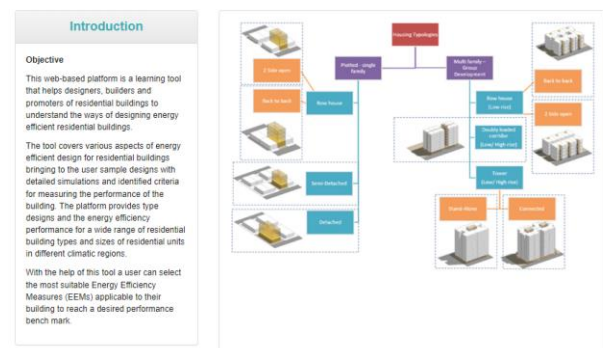 Introduction
Objective
This web-based platform is a learning tool
that helps designers, builders and
promoters of residential buildings to
understand the ways of designing energy
efficient residential buildings.
The tool covers various aspects of energy
efficient design for residential buildings
bringing to the user sample designs with
detailed simulations and identified criteria
for measuring the performance of the
building. The platform provides type
designs and the energy efficiency
performance for a wide range of residential
building types and sizes of residential units
in different climatic regions.
With the help of this tool a user can select
the most suitable Energy Efficiency
Measures (EEMs) applicable to their
building to reach a desired performance
bench mark.
Housing Typologies
Plotted - single
family
Multi family –
Group
Development
2 Side open
Back to back
Row house
Semi Detached
Detached
Row house
(Low rise)
Back to back
2 Side open
Doubly loaded
corridor
(Low/ High rise)
Tower
(Low/ High rise)
Stand-Alone
Connected